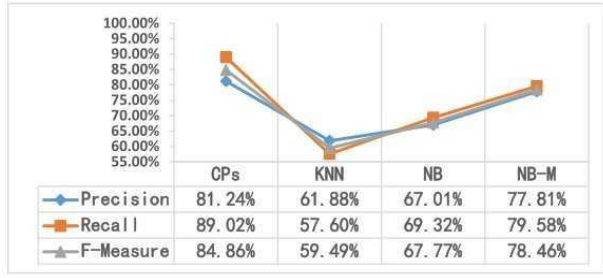 100.00%
95.00%
90.00%
85.00%
80.00%
75.00%
70.00%
65.00%
60.00%
55.00%
CPs KNN NB NB-M
Precision 81.24% 61.88% 67.01% 77.81%
Recall 89.02% 57.60% 69.32% 79.58%
F-Measure 84.86% 59.49% 67.77% 78.46%